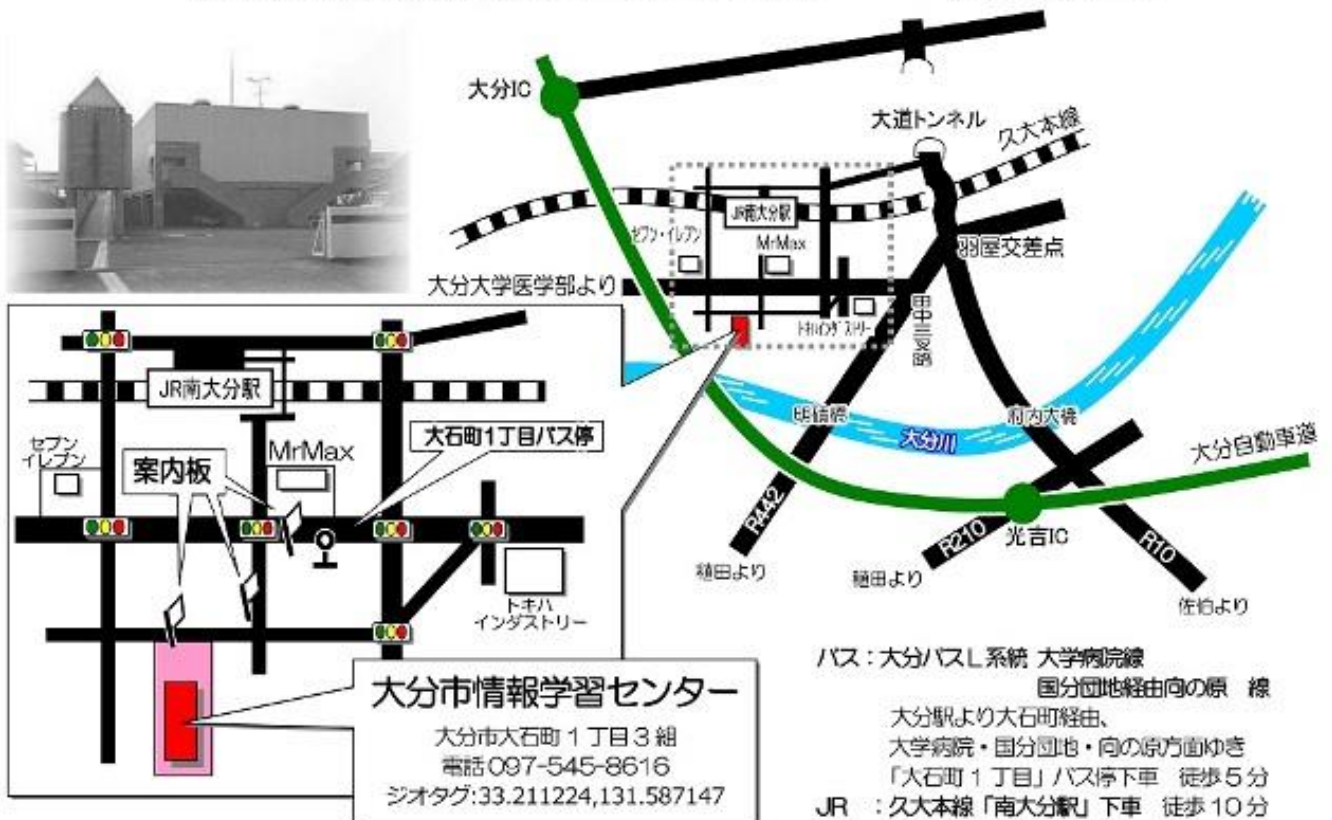 大分IC
大道トンネル
久大本線
JR南大分駅
セブン・イレブン
MrMax
羽屋交差点
大分大学医学部より
田中三叉路
トキハインダストリー
明磧橋
府内大橋
大分川
大分自動車道
R442
R210
光吉IC
R10
稙田より
稙田より
佐伯より
JR南大分駅
セブン
イレブン
案内板
MrMax
大石町1丁目バス停
トキハ
インダストリー
大分市情報学習センター
大分市大石町1丁目3組
電話097-545-8616
ジオタグ:33.211224,131.587147
バス:大分バスL系統 大学病院線
国分団地経由向の原 線
大分駅より大石町経由、
大学病院・国分団地・向の原方面ゆき
「大石町1丁目」バス停下車 徒歩5分
JR :久大本線「南大分駅」下車 徒歩10分